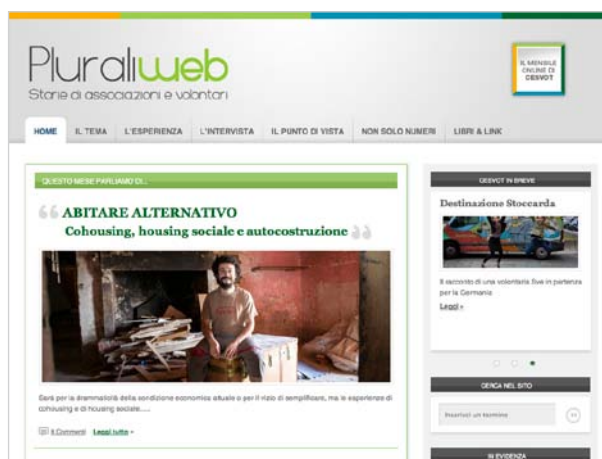 Pluraliweb
Storie di associazioni e volontari
IL MENSILE
ONLINE DI
CESVOT
HOME IL TEMA L'ESPERIENZA L'INTERVISTA IL PUNTO DI VISTA NON SOLO NUMERI LIBRI & LINK
QUESTO MESE PARLIAMO DI...
“ ABITARE ALTERNATIVO
Cohousing, housing sociale e autocostruzione ”
Sarà per la drammaticità della condizione economica attuale o per il vizio di semplificare, ma le esperienze di
cohousing e di housing sociale.....
Commenti Leggi tutto »
CESVOT IN BREVE
Destinazione Stoccarda
Il racconto di una volontaria Sve in partenza
per la Germania
Leggi »
CERCA NEL SITO
Inserisci un termine
IN EVIDENZA